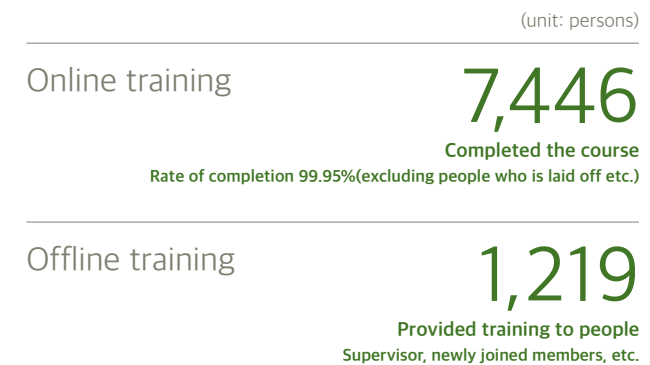 (unit: persons)
Online training
7,446
Completed the course
Rate of completion 99.95%(excluding people who is laid off etc.)
Offline training
1,219
Provided training to people
Supervisor, newly joined members, etc.